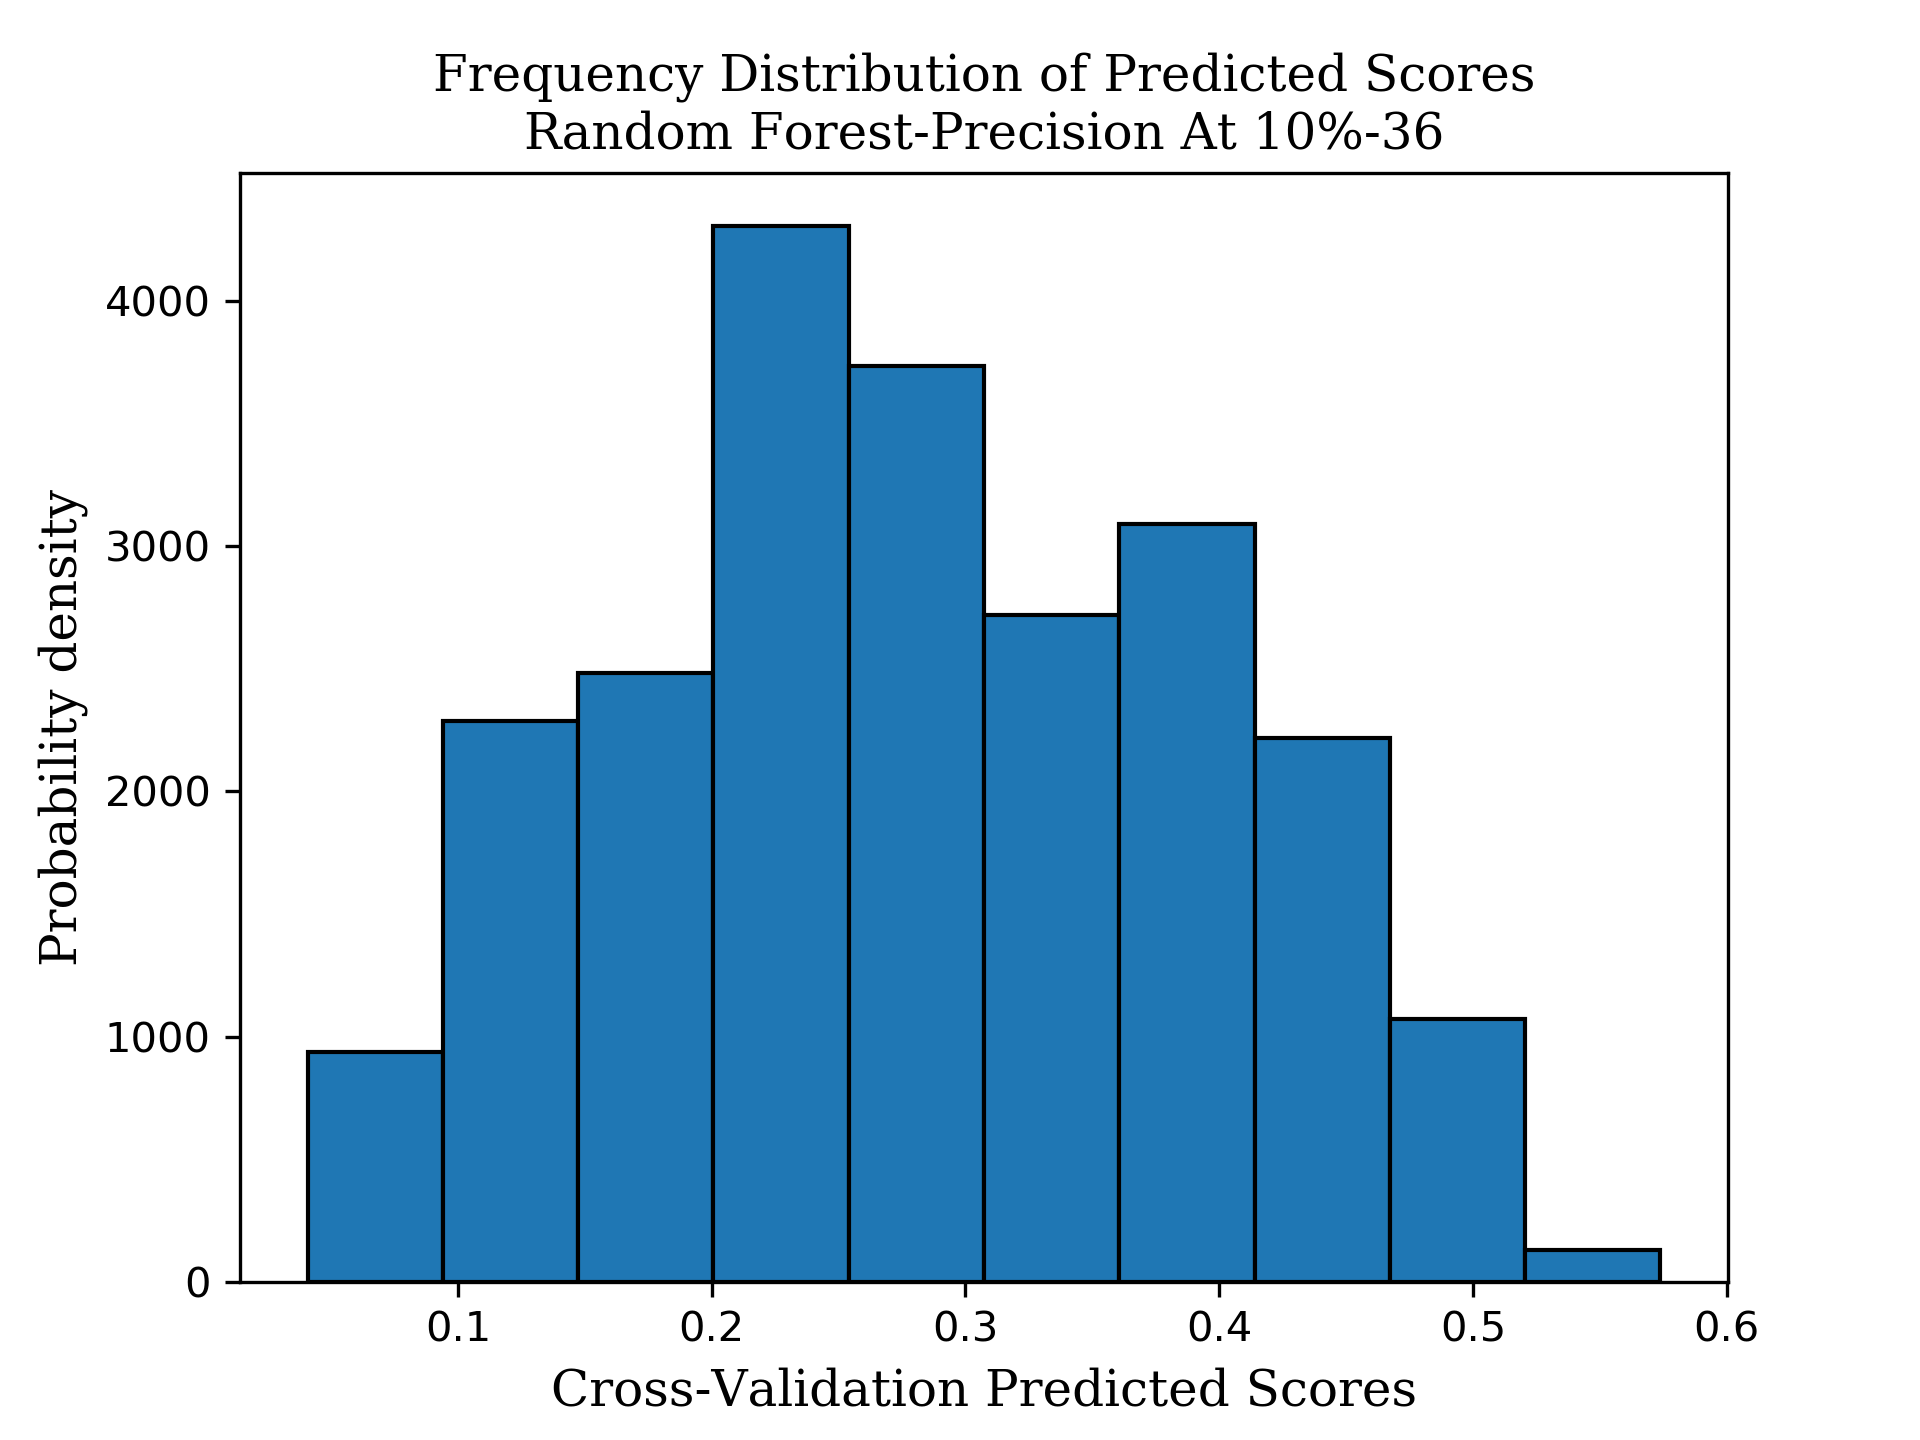 Frequency Distribution of Predicted Scores
Random Forest-Precision At 10%-36
Probability density
4000
3000
2000
1000
0
0.1 0.2 0.3 0.4 0.5 0.6
Cross-Validation Predicted Scores